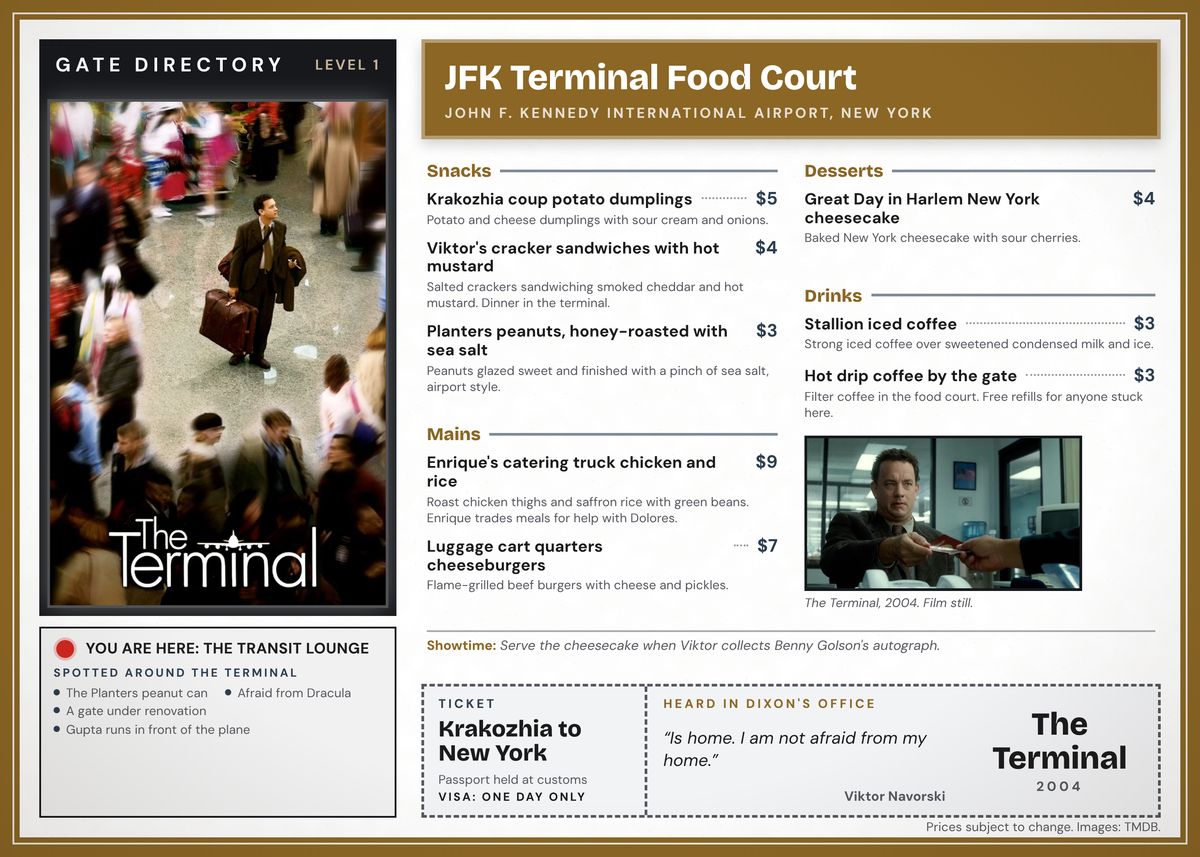 GATE DIRECTORY LEVEL 1
The
Terminal
YOU ARE HERE: THE TRANSIT LOUNGE
SPOTTED AROUND THE TERMINAL
The Planters peanut can
Afraid from Dracula
A gate under renovation
Gupta runs in front of the plane
JFK Terminal Food Court
JOHN F. KENNEDY INTERNATIONAL AIRPORT, NEW YORK
Snacks
Krakozhia coup potato dumplings $5
Potato and cheese dumplings with sour cream and onions.
Viktor's cracker sandwiches with hot $4
mustard
Salted crackers sandwiching smoked cheddar and hot
mustard. Dinner in the terminal.
Planters peanuts, honey-roasted with $3
sea salt
Peanuts glazed sweet and finished with a pinch of sea salt,
airport style.
Mains
Enrique's catering truck chicken and $9
rice
Roast chicken thighs and saffron rice with green beans.
Enrique trades meals for help with Dolores.
Luggage cart quarters $7
cheeseburgers
Flame-grilled beef burgers with cheese and pickles.
Desserts
Great Day in Harlem New York $4
cheesecake
Baked New York cheesecake with sour cherries.
Drinks
Stallion iced coffee $3
Strong iced coffee over sweetened condensed milk and ice.
Hot drip coffee by the gate $3
Filter coffee in the food court. Free refills for anyone stuck
here.
The Terminal, 2004. Film still.
Showtime: Serve the cheesecake when Viktor collects Benny Golson's autograph.
TICKET
Krakozhia to
New York
Passport held at customs
VISA: ONE DAY ONLY
HEARD IN DIXON'S OFFICE
“Is home. I am not afraid from my
home.”
Viktor Navorski
The
Terminal
2004
Prices subject to change. Images: TMDB.